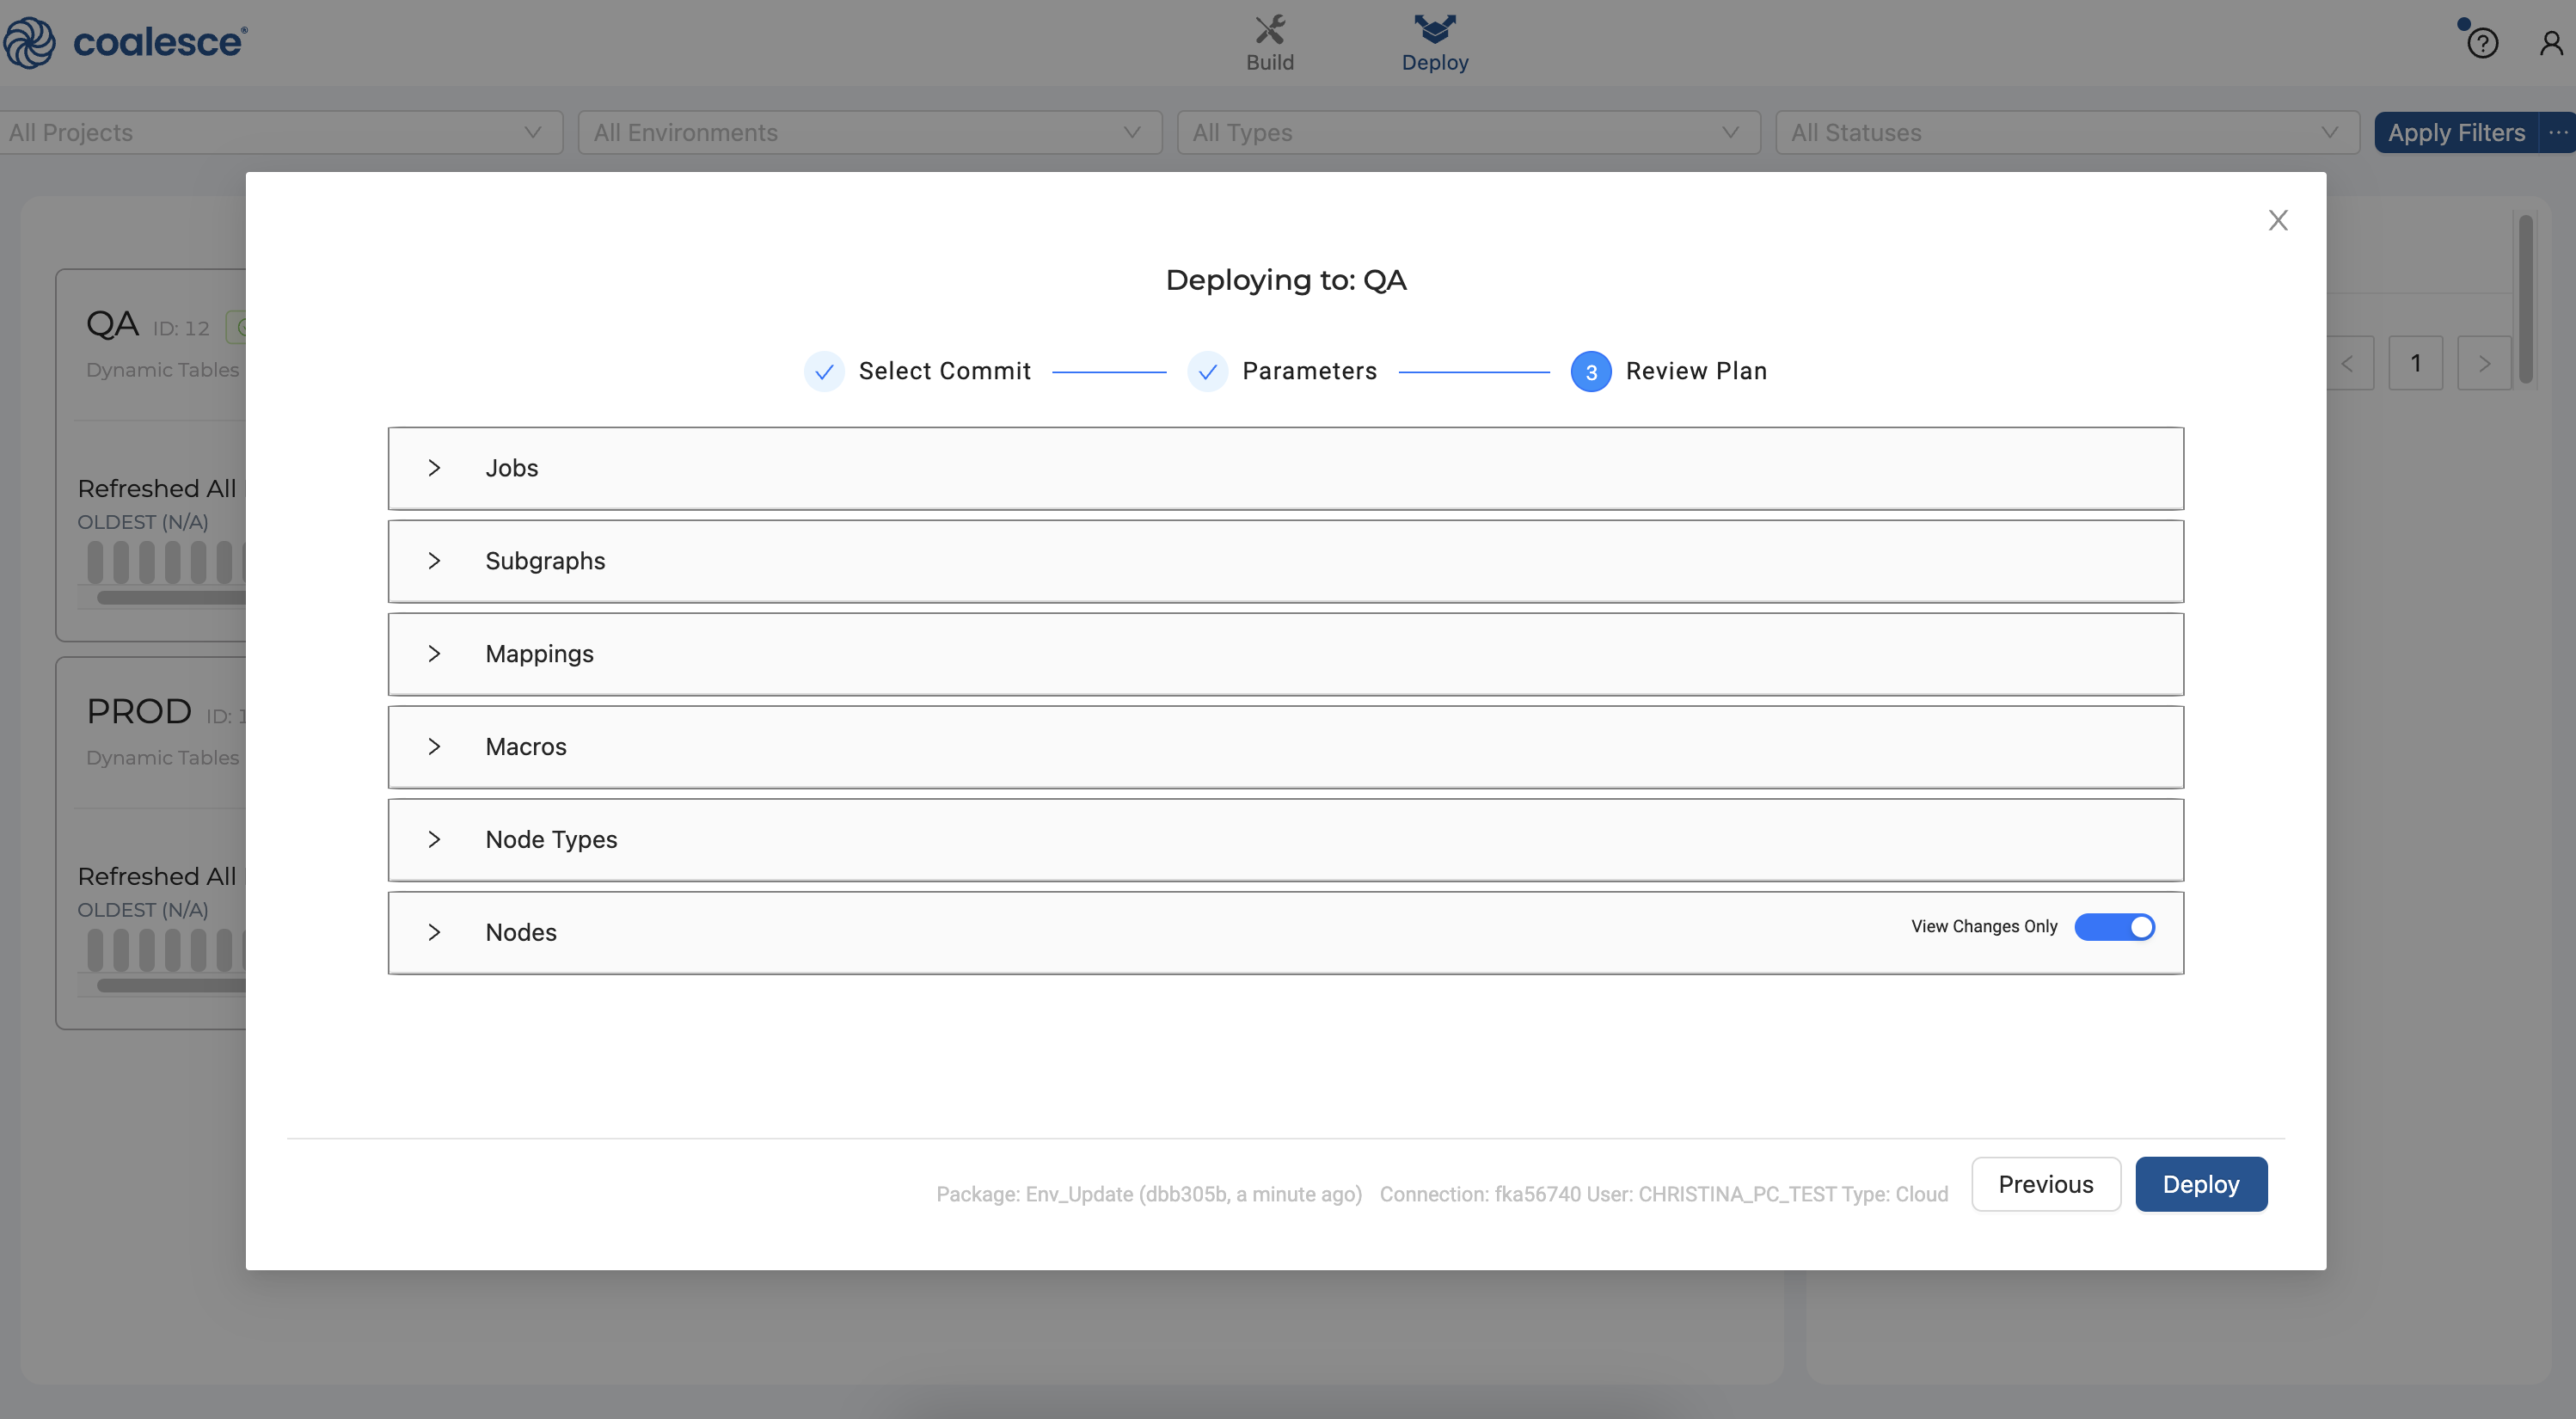 coalesce®
Build
Deploy
All Projects
All Environments
All Types
All Statuses
Apply Filters
Deploying to: QA
Select Commit
Parameters
3
Review Plan
QA ID: 12
Dynamic Tables
Refreshed All
OLDEST (N/A)
1
Jobs
Subgraphs
Mappings
PROD ID: 1
Dynamic Tables
Macros
Node Types
Refreshed All
OLDEST (N/A)
Nodes
View Changes Only
Package: Env_Update (dbb305b, a minute ago) Connection: fka56740 User: CHRISTINA_PC_TEST Type: Cloud
Previous
Deploy